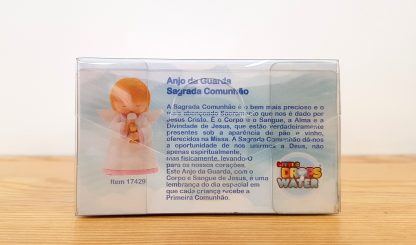 Anjo da Guarda
Sagrada Comunhão
A Sagrada Comunhão é o bem mais precioso e o
mais abençoado Sacramento que nos é dado por
Jesus Cristo. É o Corpo e o Sangue, a Alma e a
Divindade de Jesus, que estão verdadeiramente
presentes sob a aparência de pão e vinho,
oferecidos na Missa. A Sagrada Comunhão dá-nos
a oportunidade de nos unirmos a Deus, não
apenas espiritualmente,
Mas fisicamente, levando-O
para os nossos corações.
Este Anjo da Guarda, com o
Corpo e Sangue de Jesus, é uma
lembrança do dia especial em
que cada criança recebe a
Primeira Comunhão.
Item 17429
DROPS
WATER